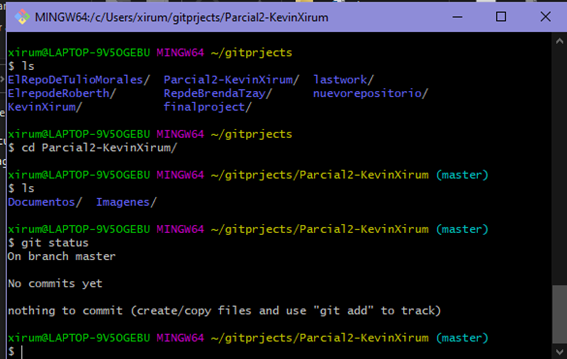 MINGW64:/c/Users/xirum/gitprjects/Parcial2-KevinXirum
xirum@LAPTOP-9V5OGEBU MINGW64 ~/gitprjects
$ ls
ElRepoDeTulioMorales/ Parcial2-KevinXirum/ lastwork/
ElrepodeRoberth/ RepdeBrendaTzay/ nuevorepositorio/
KevinXirum/ finalproject/
xirum@LAPTOP-9V5OGEBU MINGW64 ~/gitprjects
$ cd Parcial2-KevinXirum/
xirum@LAPTOP-9V5OGEBU MINGW64 ~/gitprjects/Parcial2-KevinXirum (master)
$ ls
Documentos/ Imagenes/
xirum@LAPTOP-9V5OGEBU MINGW64 ~/gitprjects/Parcial2-KevinXirum (master)
$ git status
On branch master
No commits yet
nothing to commit (create/copy files and use "git add" to track)
xirum@LAPTOP-9V5OGEBU MINGW64 ~/gitprjects/Parcial2-KevinXirum (master)
$